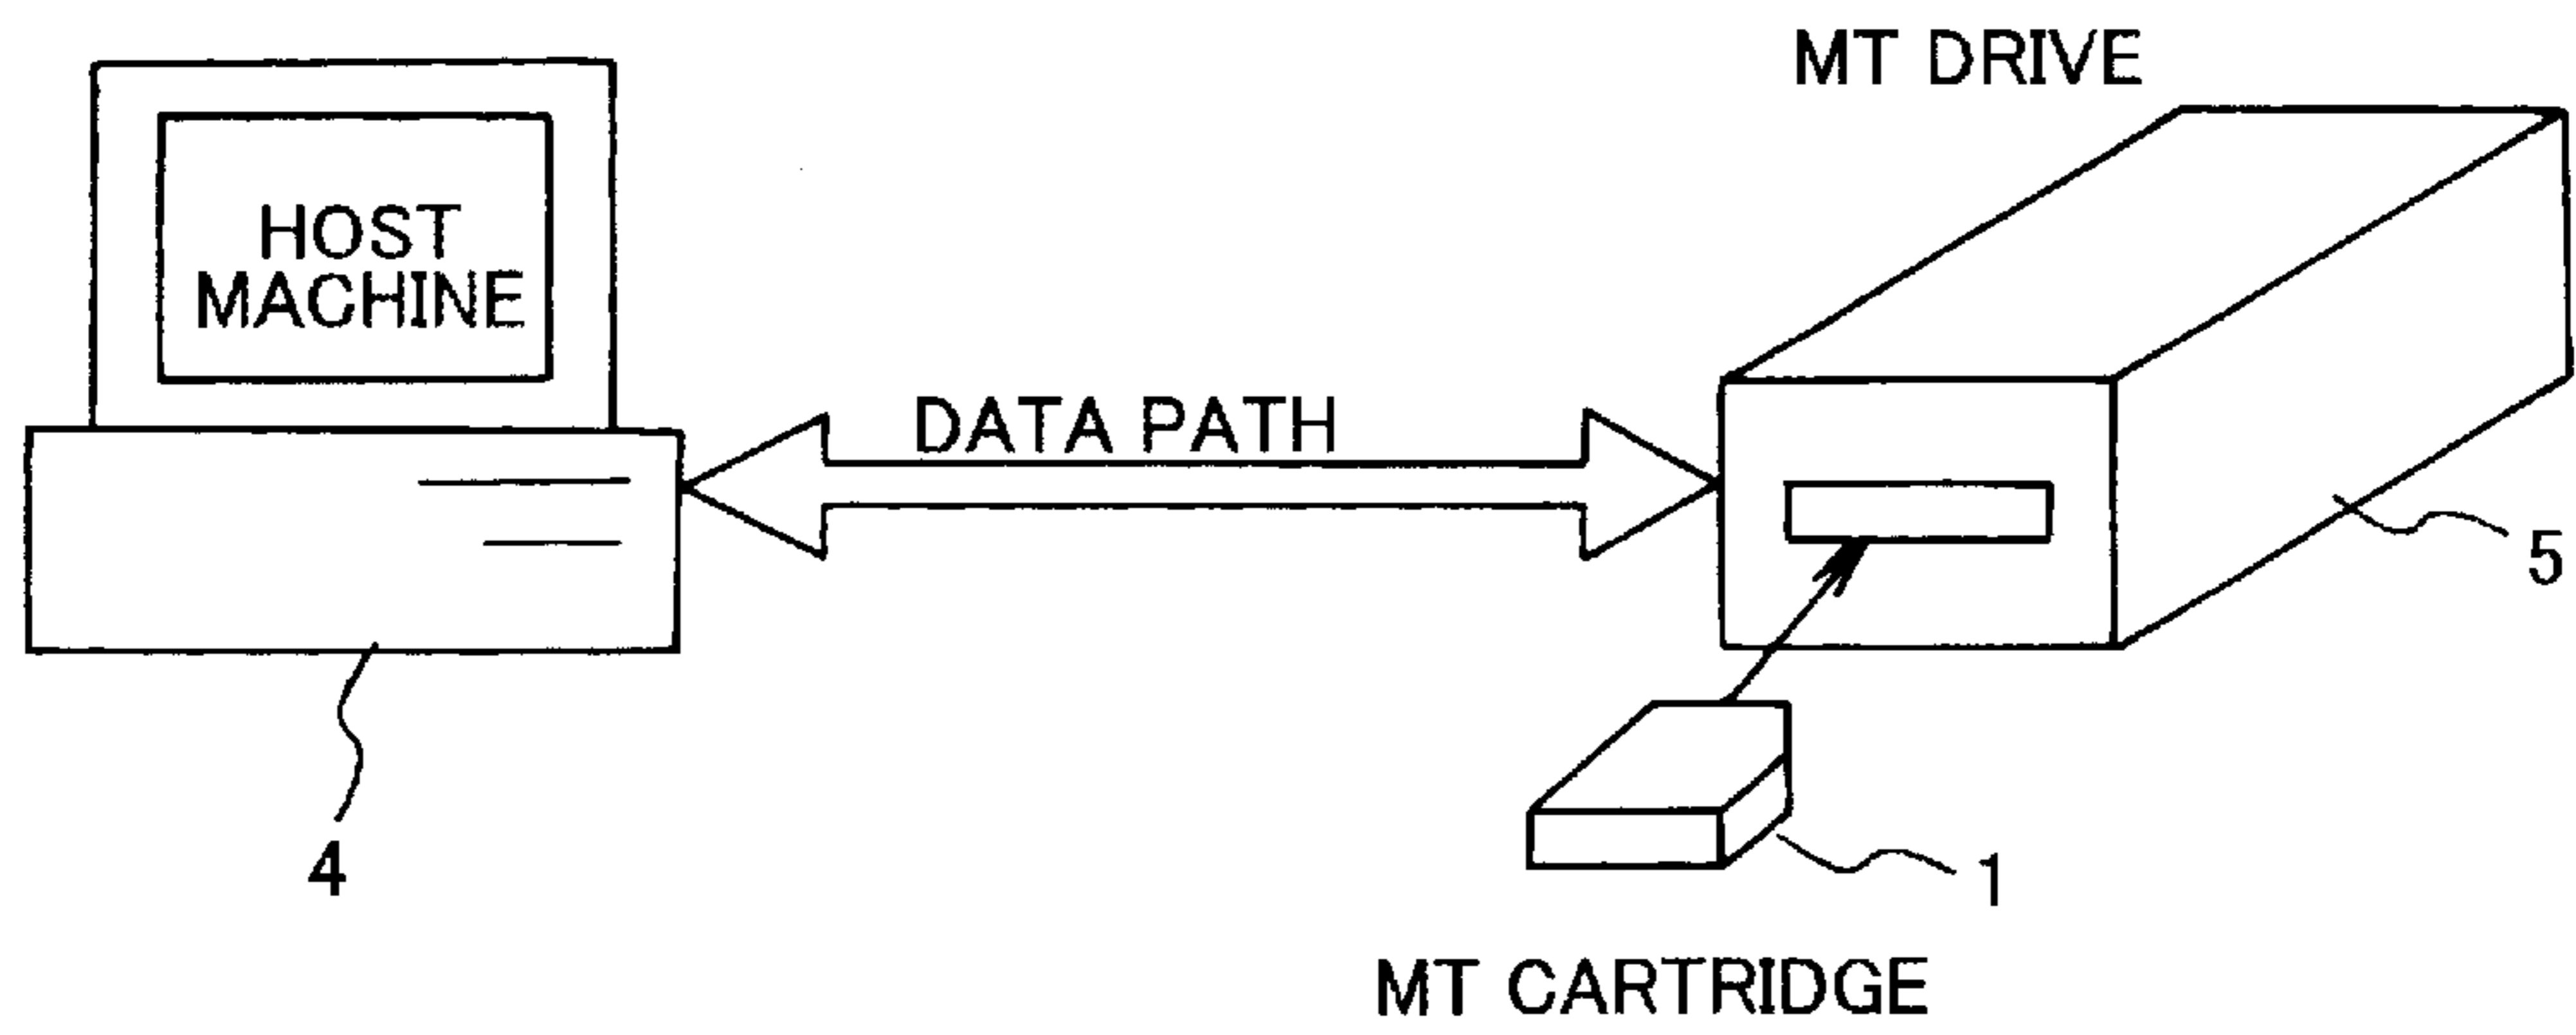 MT DRIVE
HOST
MACHINE
DATA PATH
5
4
1
MT CARTRIDGE